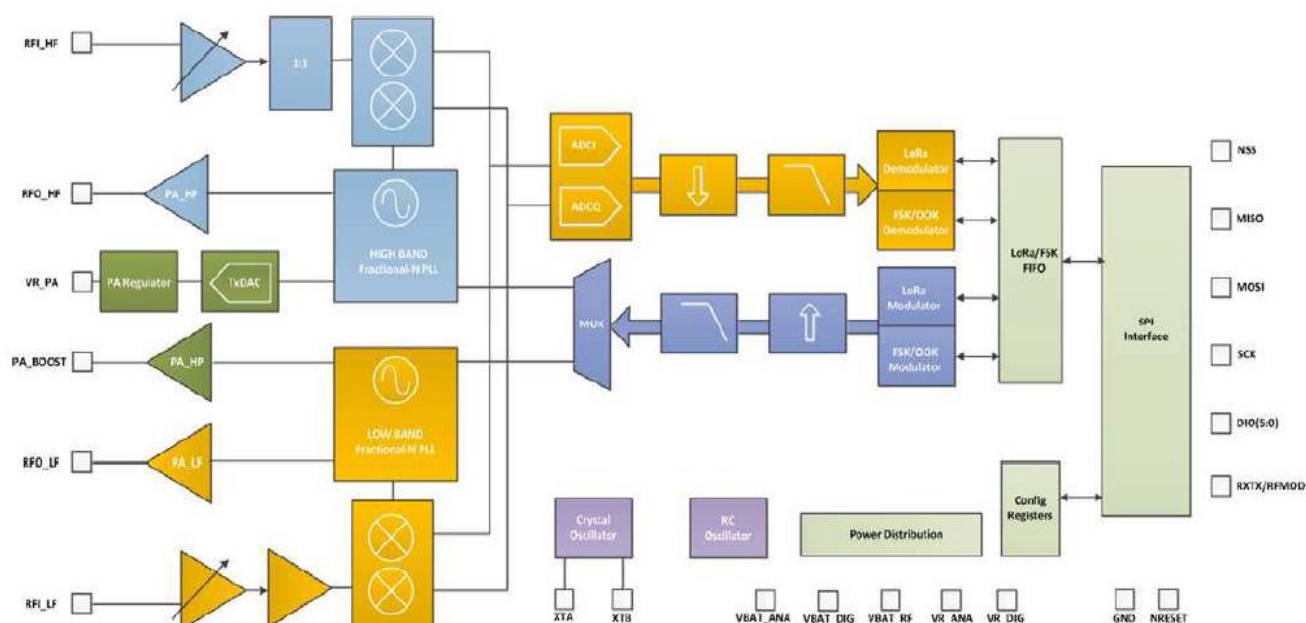 RFI_HF
1:1
ADCI
ADCQ
LoRa
Demodulator
FSK/OOK
Demodulator
NSS
RFO_HF
PA_HF
HIGH BAND
Fractional-N PLL
LoRa/FSK
FIFO
MISO
VR_PA
PA Regulator
TxDAC
MUX
LoRa
Modulator
FSK/OOK
Modulator
SPI
Interface
MOSI
PA_BOOST
PA_HP
SCK
RFO_LF
PA_LF
LOW BAND
Fractional-N PLL
DIO(5:0)
RXTX/RFMOD
Crystal
Oscillator
RC
Oscillator
Power Distribution
Config
Registers
RFI_LF
XTA
XTB
VBAT_ANA
VBAT_DIG
VBAT_RF
VR_ANA
VR_DIG
GND
NRESET